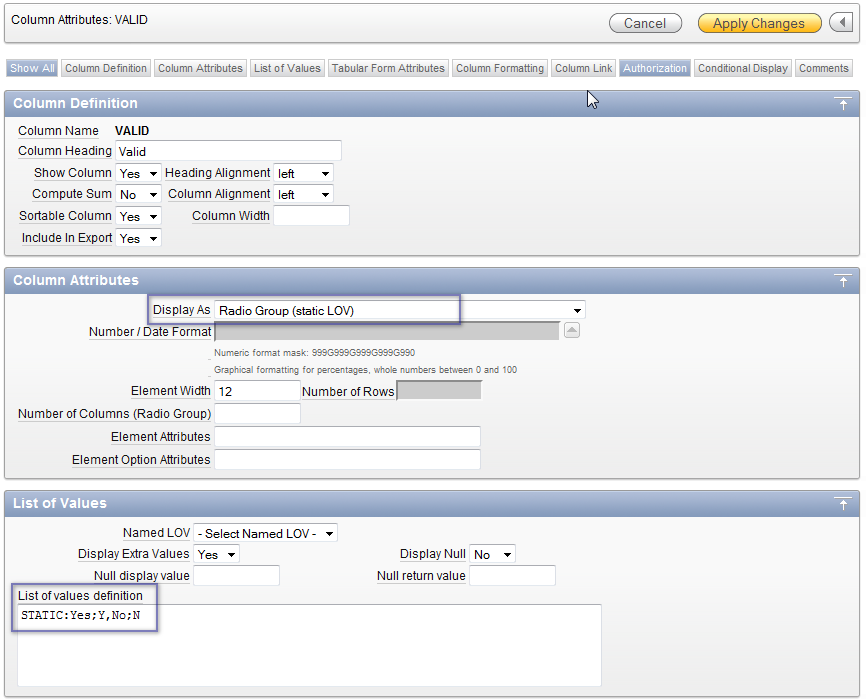 Column Attributes: VALID Cancel Apply Changes
Show All Column Definition Column Attributes List of Values Tabular Form Attributes Column Formatting Column Link Authorization Conditional Display Comments
Column Definition
Column Name VALID
Column Heading Valid
Show Column Yes Heading Alignment left
Compute Sum No Column Alignment left
Sortable Column Yes Column Width
Include In Export Yes
Column Attributes
Display As Radio Group (static LOV)
Number / Date Format
Numeric format mask: 999G999G999G999G990
Graphical formatting for percentages, whole numbers between 0 and 100
Element Width 12 Number of Rows
Number of Columns (Radio Group)
Element Attributes
Element Option Attributes
List of Values
Named LOV - Select Named LOV -
Display Extra Values Yes Display Null No
Null display value Null return value
List of values definition
STATIC:Yes;Y,No;N